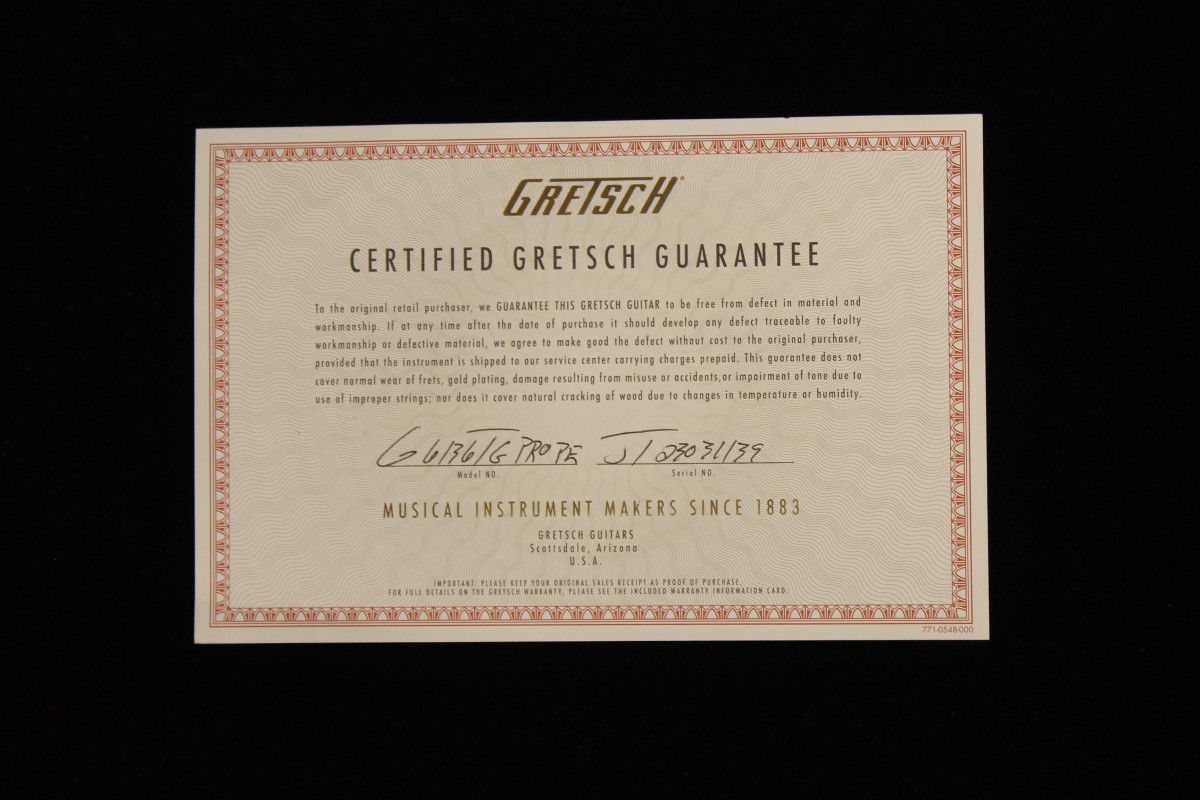 GRETSCH®
CERTIFIED GRETSCH GUARANTEE
To the original retail purchaser, we GUARANTEE THIS GRETSCH GUITAR to be free from defect in material and
workmanship. If at any time after the date of purchase it should develop any defect traceable to faulty
workmanship or defective material, we agree to make good the defect without cost to the original purchaser,
provided that the instrument is shipped to our service center carrying charges prepaid. This guarantee does not
cover normal wear of frets, gold plating, damage resulting from misuse or accidents,or impairment of tone due to
use of improper strings; nor does it cover natural cracking of wood due to changes in temperature or humidity.
G6136TG PRO PE JT23031139
Model NO. Serial NO.
MUSICAL INSTRUMENT MAKERS SINCE 1883
GRETSCH GUITARS
Scottsdale, Arizona
U.S.A.
IMPORTANT: PLEASE KEEP YOUR ORIGINAL SALES RECEIPT AS PROOF OF PURCHASE.
FOR FULL DETAILS ON THE GRETSCH WARRANTY, PLEASE SEE THE INCLUDED WARRANTY INFORMATION CARD.
771-0548-000